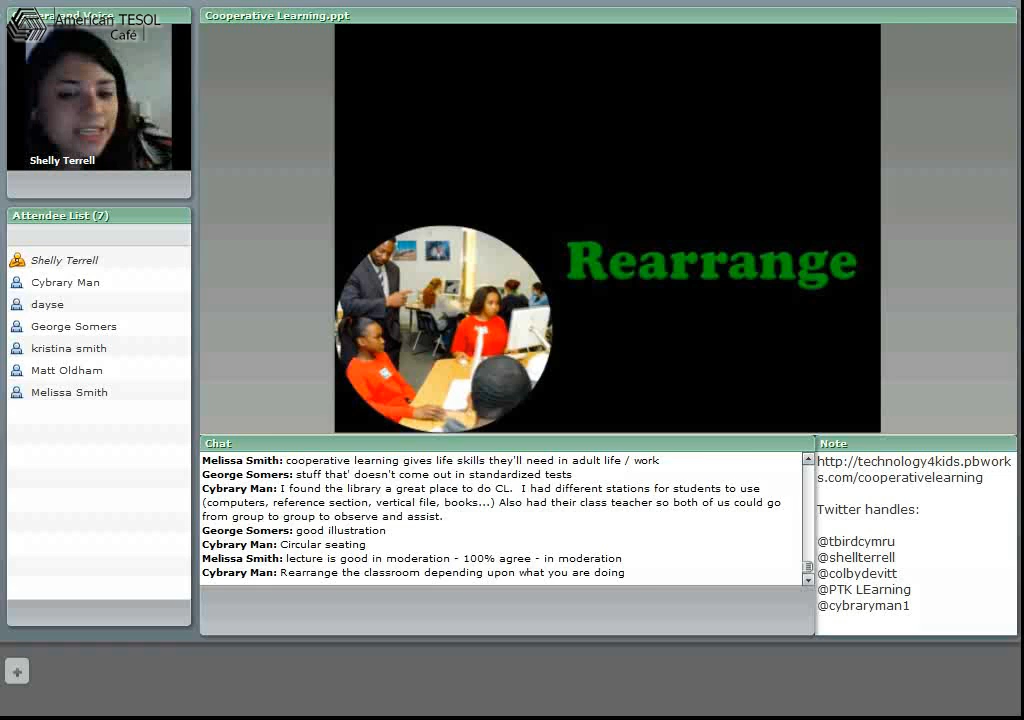 Camera and Voice
American TESOL
Café
Shelly Terrell
Attendee List (7)
Shelly Terrell
Cybrary Man
dayse
George Somers
kristina smith
Matt Oldham
Melissa Smith
Cooperative Learning.ppt
Rearrange
Chat
Melissa Smith: cooperative learning gives life skills they'll need in adult life / work
George Somers: stuff that' doesn't come out in standardized tests
Cybrary Man: I found the library a great place to do CL.  I had different stations for students to use
(computers, reference section, vertical file, books...) Also had their class teacher so both of us could go
from group to group to observe and assist.
George Somers: good illustration
Cybrary Man: Circular seating
Melissa Smith: lecture is good in moderation - 100% agree - in moderation
Cybrary Man: Rearrange the classroom depending upon what you are doing
Note
http://technology4kids.pbwork
s.com/cooperativelearning
Twitter handles:
@tbirdcymru
@shellterrell
@colbydevitt
@PTK LEarning
@cybraryman1